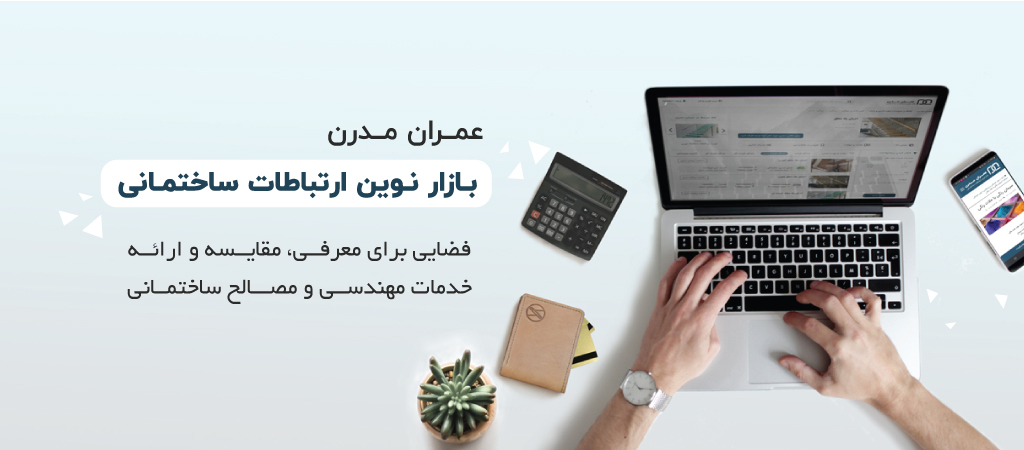 عمران مدرن
بازار نوین ارتباطات ساختمانی
فضایی برای معرفی، مقایسه و ارائه
خدمات مهندسی و مصالح ساختمانی